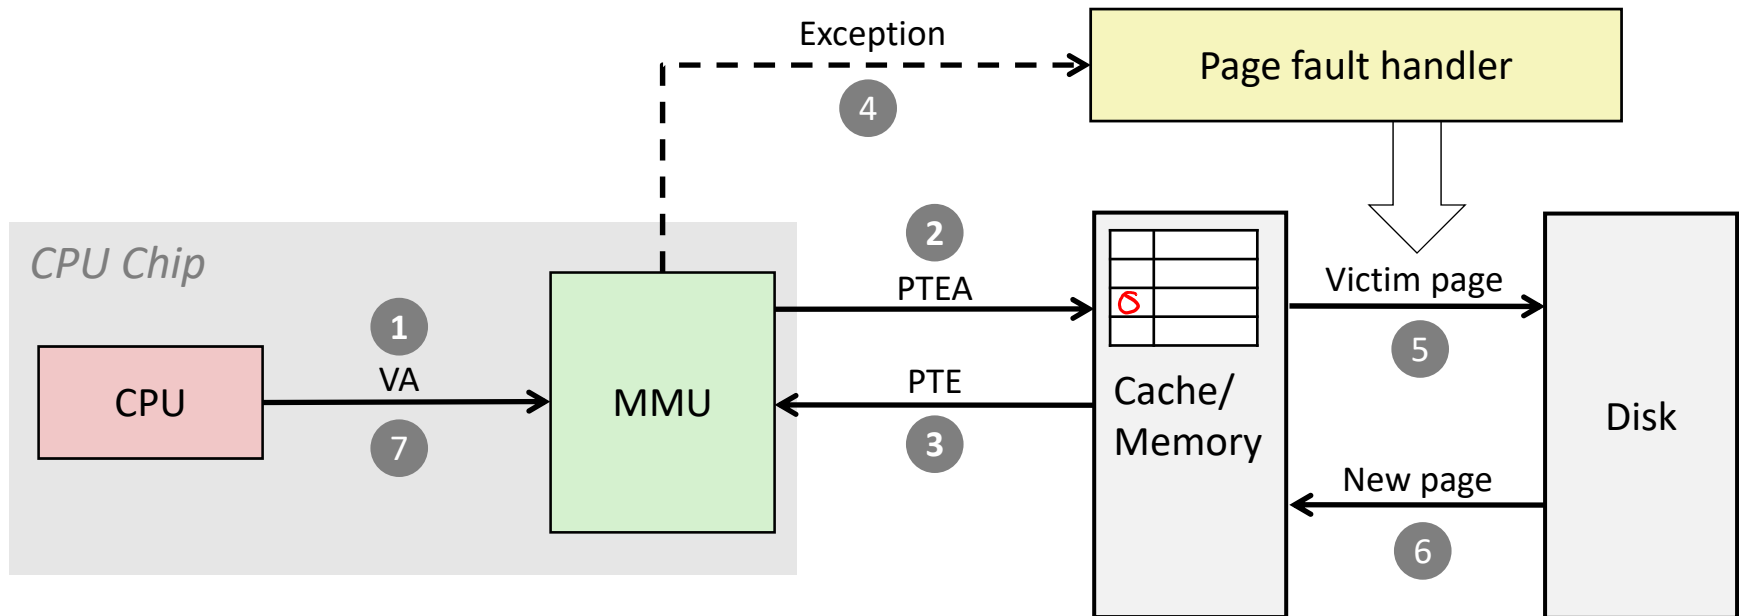 Exception
Page fault handler
4
CPU Chip
2
PTEA
Victim page
1
0
5
VA
CPU
MMU
PTE
Cache/
Memory
Disk
7
3
New page
6